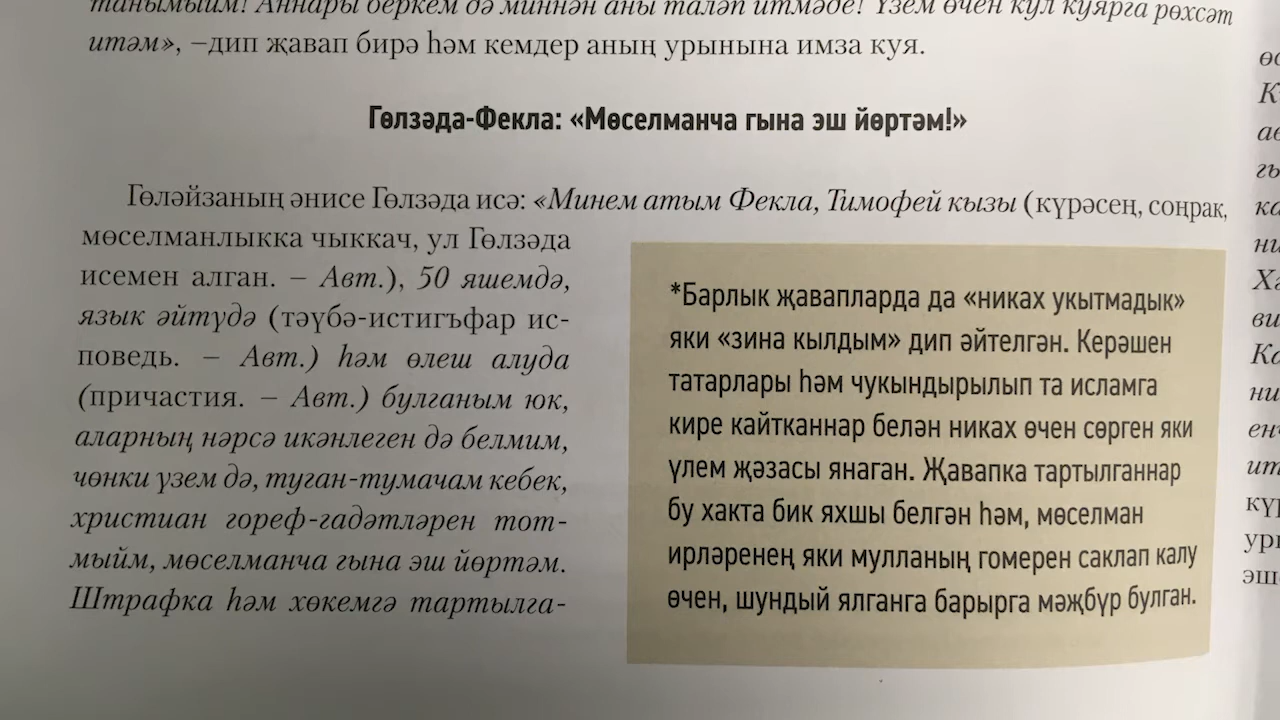 танымыйм! Аннары беркем дә миннән аны таләп итмәде! Үзем өчен кул куярга рөхсәт
итәм», –дип җавап бирә һәм кемдер аның урынына имза куя.
Гөлзәдә-Фекла: «Мөселманча гына эш йөртәм!»
Гөләйзаның әнисе Гөлзәдә исә: «Минем атым Фекла, Тимофей кызы (күрәсең, соңрак,
мөселманлыкка чыккач, ул Гөлзәдә
исемен алган. – Авт.), 50 яшемдә,
язык әйтүдә (тәүбә-истигъфар ис-
поведь. – Авт.) һәм өлеш алуда
(причастия. – Авт.) булганым юк,
аларның нәрсә икәнлеген дә белмим,
чөнки үзем дә, туган-тумачам кебек,
христиан гореф-гадәтләрен тот-
мыйм, мөселманча гына эш йөртәм.
Штрафка һәм хөкемгә тартылга-
*Барлык җавапларда да «никах укытмадык»
яки «зина кылдым» дип әйтелгән. Керәшен
татарлары һәм чукындырылып та исламга
кире кайтканнар белән никах өчен сөрген яки
үлем җәзасы янаган. Җавапка тартылганнар
бу хакта бик яхшы белгән һәм, мөселман
ирләренең яки мулланың гомерен саклап калу
өчен, шундый ялганга барырга мәҗбүр булган.